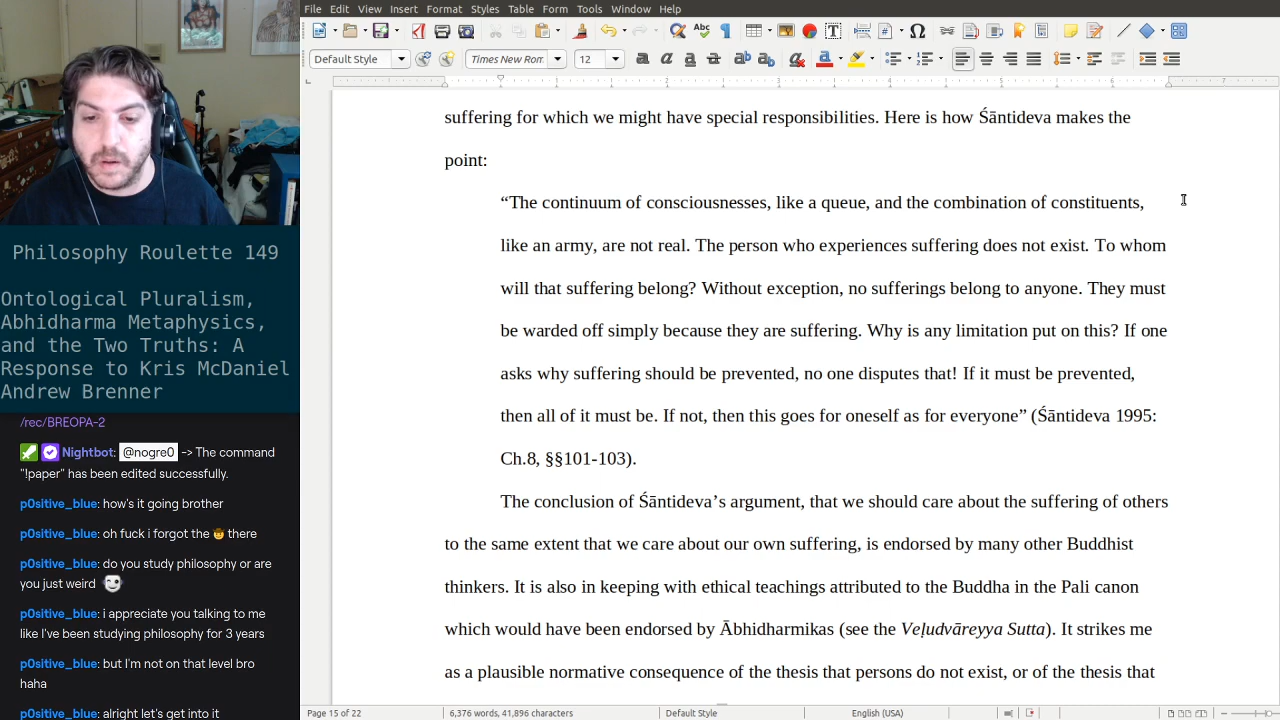 File Edit View Insert Format Styles Table Form Tools Window Help
Default Style
Times New Rom
12
suffering for which we might have special responsibilities. Here is how Śāntideva makes the
point:
“The continuum of consciousnesses, like a queue, and the combination of constituents,
like an army, are not real. The person who experiences suffering does not exist. To whom
will that suffering belong? Without exception, no sufferings belong to anyone. They must
be warded off simply because they are suffering. Why is any limitation put on this? If one
asks why suffering should be prevented, no one disputes that! If it must be prevented,
then all of it must be. If not, then this goes for oneself as for everyone” (Śāntideva 1995:
Ch.8, §§101-103).
The conclusion of Śāntideva’s argument, that we should care about the suffering of others
to the same extent that we care about our own suffering, is endorsed by many other Buddhist
thinkers. It is also in keeping with ethical teachings attributed to the Buddha in the Pali canon
which would have been endorsed by Ābhidharmikas (see the Veḷudvāreyya Sutta). It strikes me
as a plausible normative consequence of the thesis that persons do not exist, or of the thesis that
Page 15 of 22
6,376 words, 41,896 characters
Default Style
English (USA)
Philosophy Roulette 149
Ontological Pluralism,
Abhidharma Metaphysics,
and the Two Truths: A
Response to Kris McDaniel
Andrew Brenner
/rec/BREOPA-2
Nightbot: @nogre0 -> The command
"!paper" has been edited successfully.
p0sitive_blue: how's it going brother
p0sitive_blue: oh fuck i forgot the 🤠 there
p0sitive_blue: do you study philosophy or are
you just weird
p0sitive_blue: i appreciate you talking to me
like I've been studying philosophy for 3 years
p0sitive_blue: but I'm not on that level bro
haha
p0sitive_blue: alright let's get into it